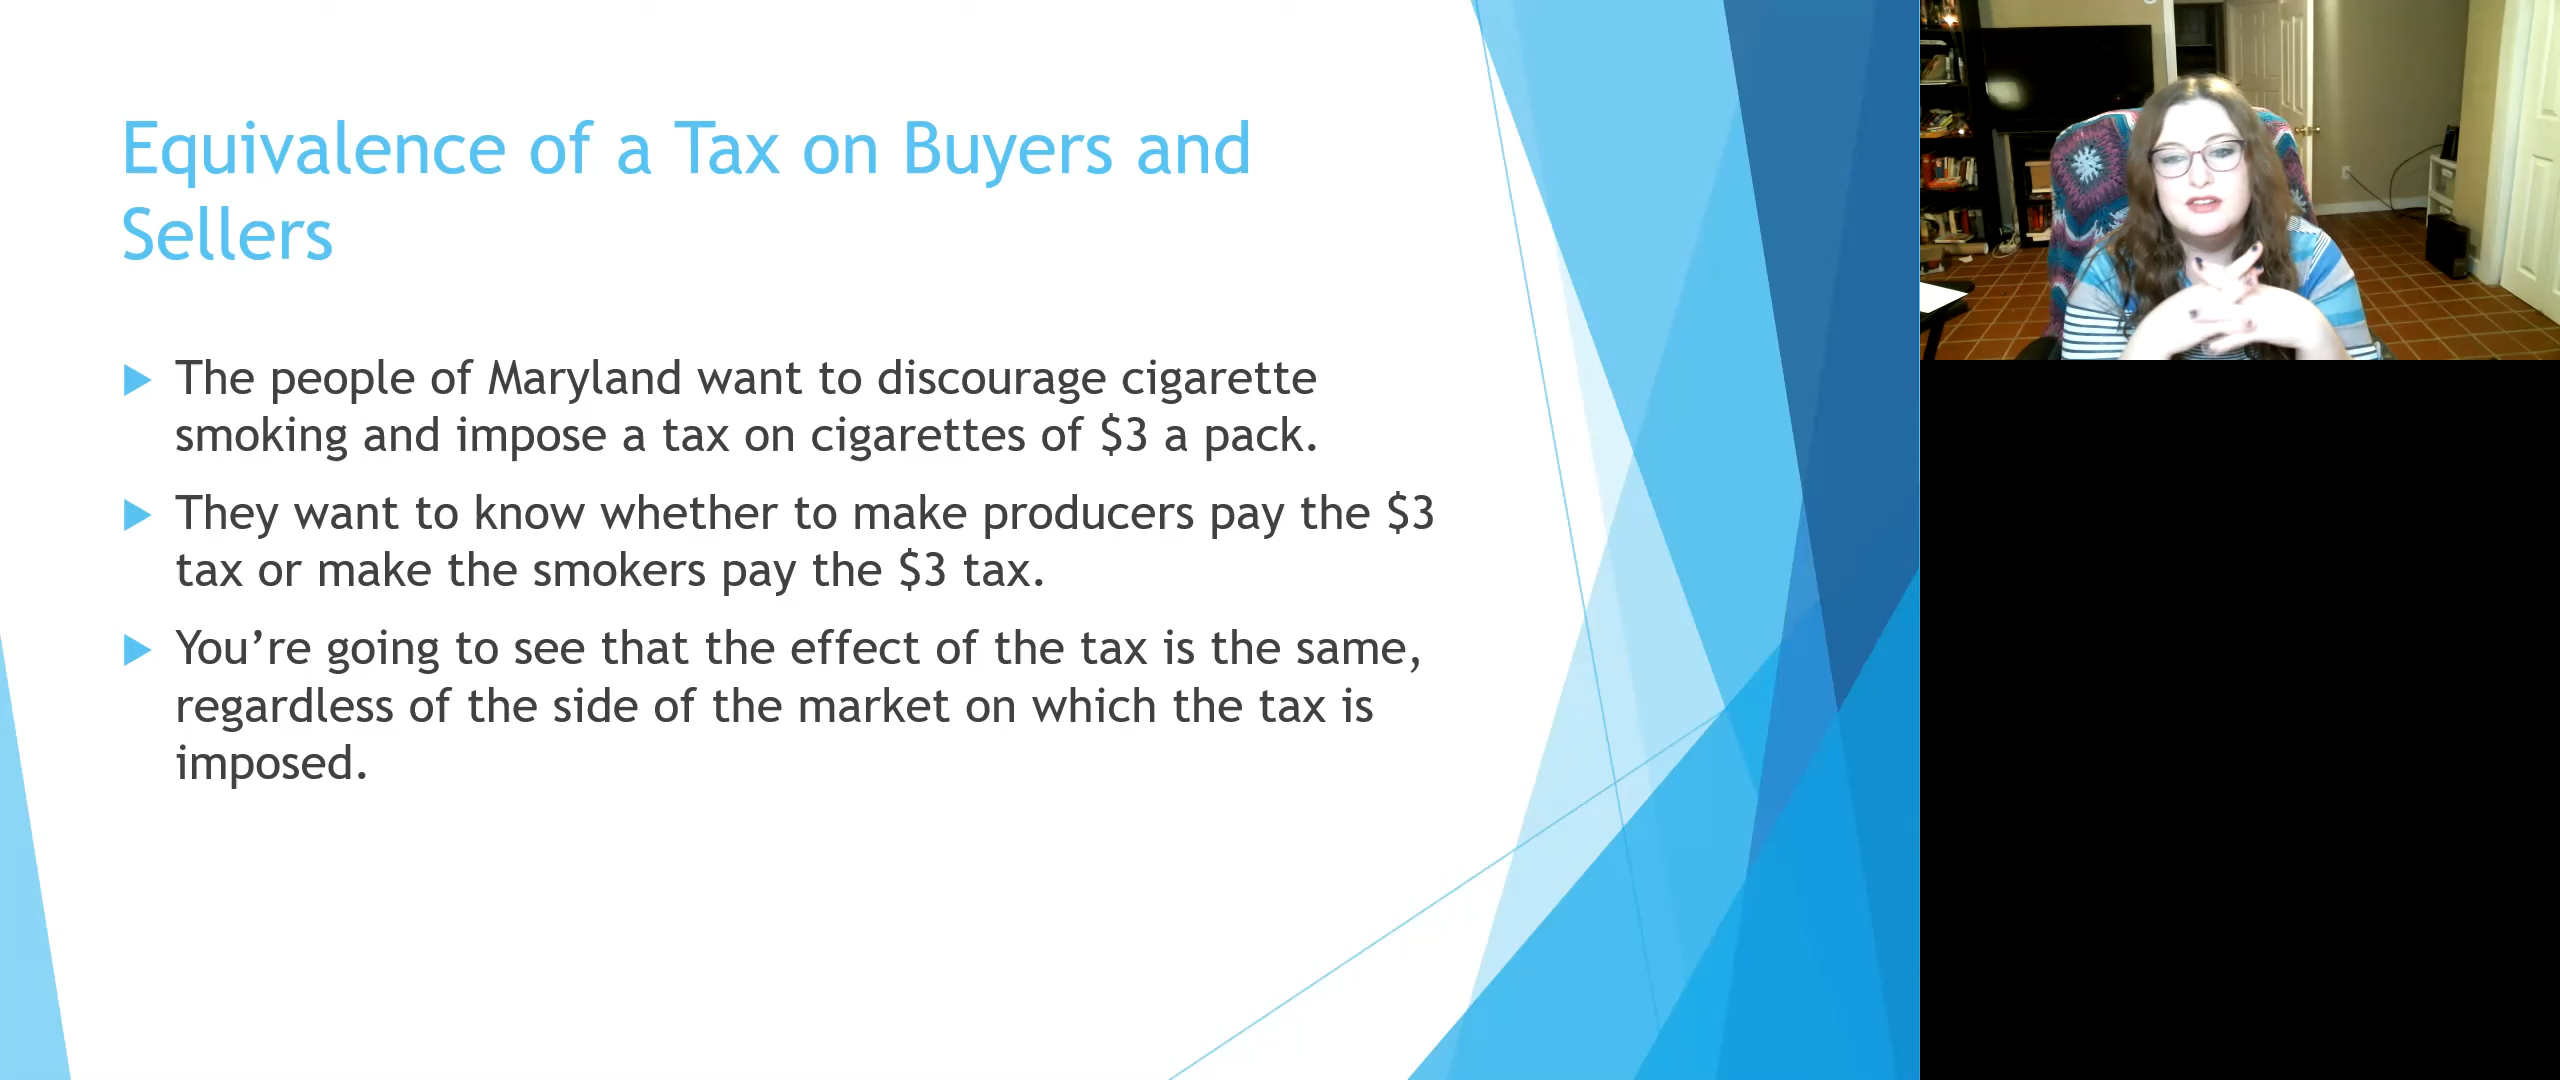 Equivalence of a Tax on Buyers and
Sellers
The people of Maryland want to discourage cigarette
smoking and impose a tax on cigarettes of $3 a pack.
They want to know whether to make producers pay the $3
tax or make the smokers pay the $3 tax.
You’re going to see that the effect of the tax is the same,
regardless of the side of the market on which the tax is
imposed.